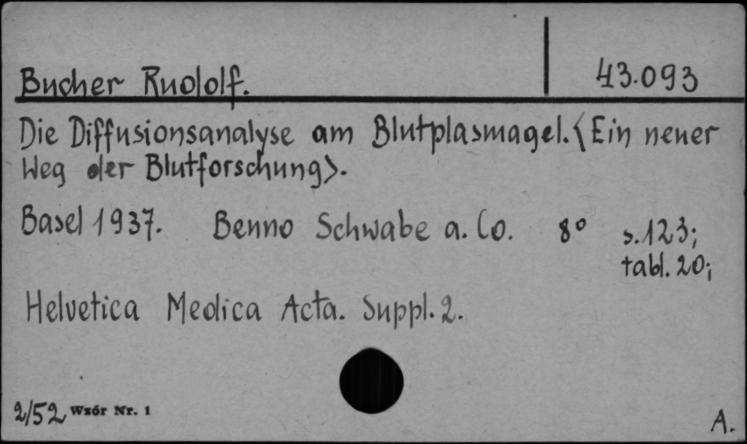 Bucher Rudolf. 43.093
Die Diffusionsanalyse am Blutplasmagel. <Ein neuer
Weg der Blutforschung>.
Basel 1937. Benno Schwabe a. Co. 8° s.123;
tabl. 20;
Helvetica Medica Acta. Suppl. 2.
2/52 Wzór Nr. 1
A.